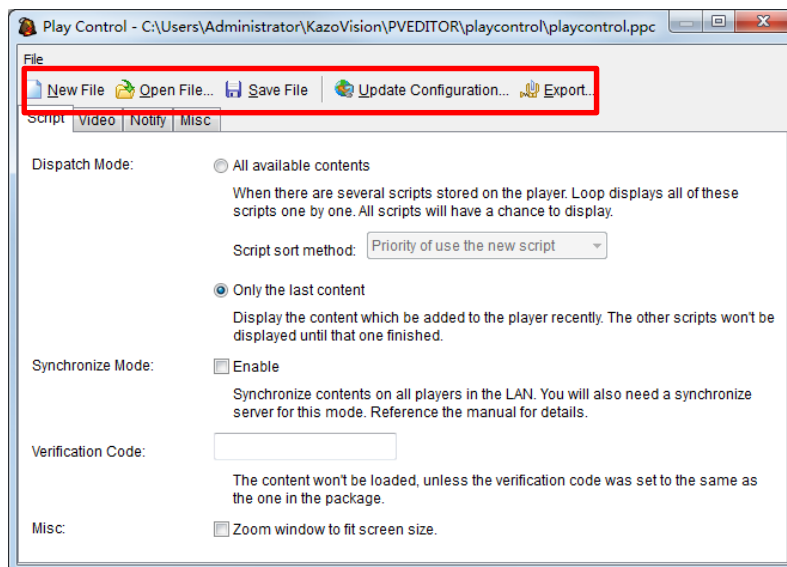 Play Control - C:\Users\Administrator\KazoVision\PVEDITOR\playcontrol\playcontrol.ppc
File
New File Open File... Save File Update Configuration... Export...
Script Video Notify Misc
Dispatch Mode: All available contents
When there are several scripts stored on the player. Loop displays all of these
scripts one by one. All scripts will have a chance to display.
Script sort method: Priority of use the new script
Only the last content
Display the content which be added to the player recently. The other scripts won't be
displayed until that one finished.
Synchronize Mode: Enable
Synchronize contents on all players in the LAN. You will also need a synchronize
server for this mode. Reference the manual for details.
Verification Code:
The content won't be loaded, unless the verification code was set to the same as
the one in the package.
Misc: Zoom window to fit screen size.